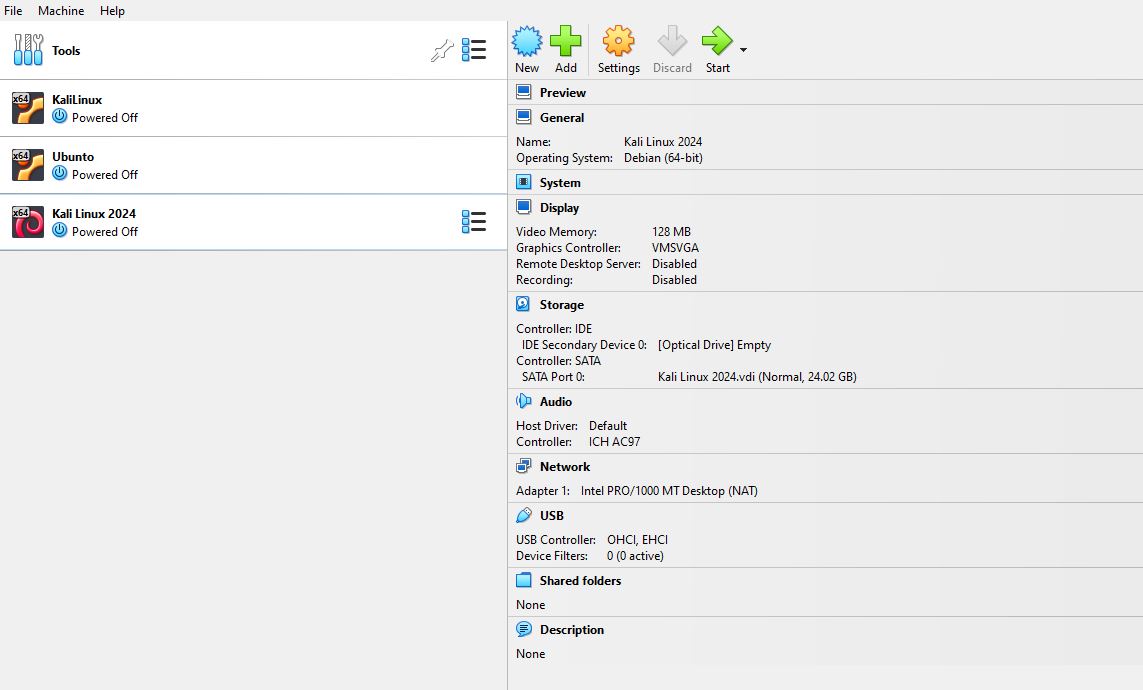 File Machine Help
Tools
x64 KaliLinux
Powered Off
x64 Ubunto
Powered Off
x64 Kali Linux 2024
Powered Off
New Add Settings Discard Start
Preview
General
Name: Kali Linux 2024
Operating System: Debian (64-bit)
System
Display
Video Memory: 128 MB
Graphics Controller: VMSVGA
Remote Desktop Server: Disabled
Recording: Disabled
Storage
Controller: IDE
IDE Secondary Device 0: [Optical Drive] Empty
Controller: SATA
SATA Port 0: Kali Linux 2024.vdi (Normal, 24.02 GB)
Audio
Host Driver: Default
Controller: ICH AC97
Network
Adapter 1: Intel PRO/1000 MT Desktop (NAT)
USB
USB Controller: OHCI, EHCI
Device Filters: 0 (0 active)
Shared folders
None
Description
None